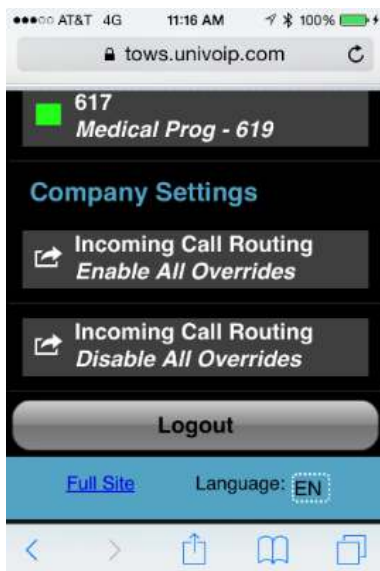 AT&T 4G 11:16 AM 100%
tows.univoip.com
617
Medical Prog - 619
Company Settings
Incoming Call Routing
Enable All Overrides
Incoming Call Routing
Disable All Overrides
Logout
Full Site Language: EN